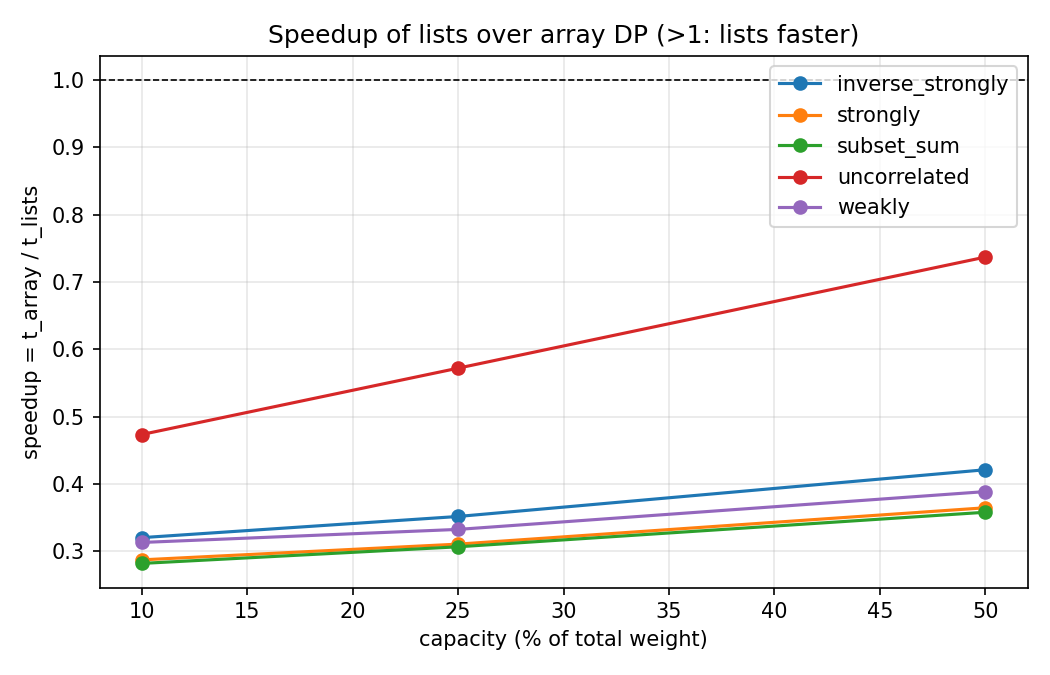 Speedup of lists over array DP (>1: lists faster)
speedup = t_array / t_lists
1.0
0.9
0.8
0.7
0.6
0.5
0.4
0.3
inverse_strongly
strongly
subset_sum
uncorrelated
weakly
10 15 20 25 30 35 40 45 50
capacity (% of total weight)